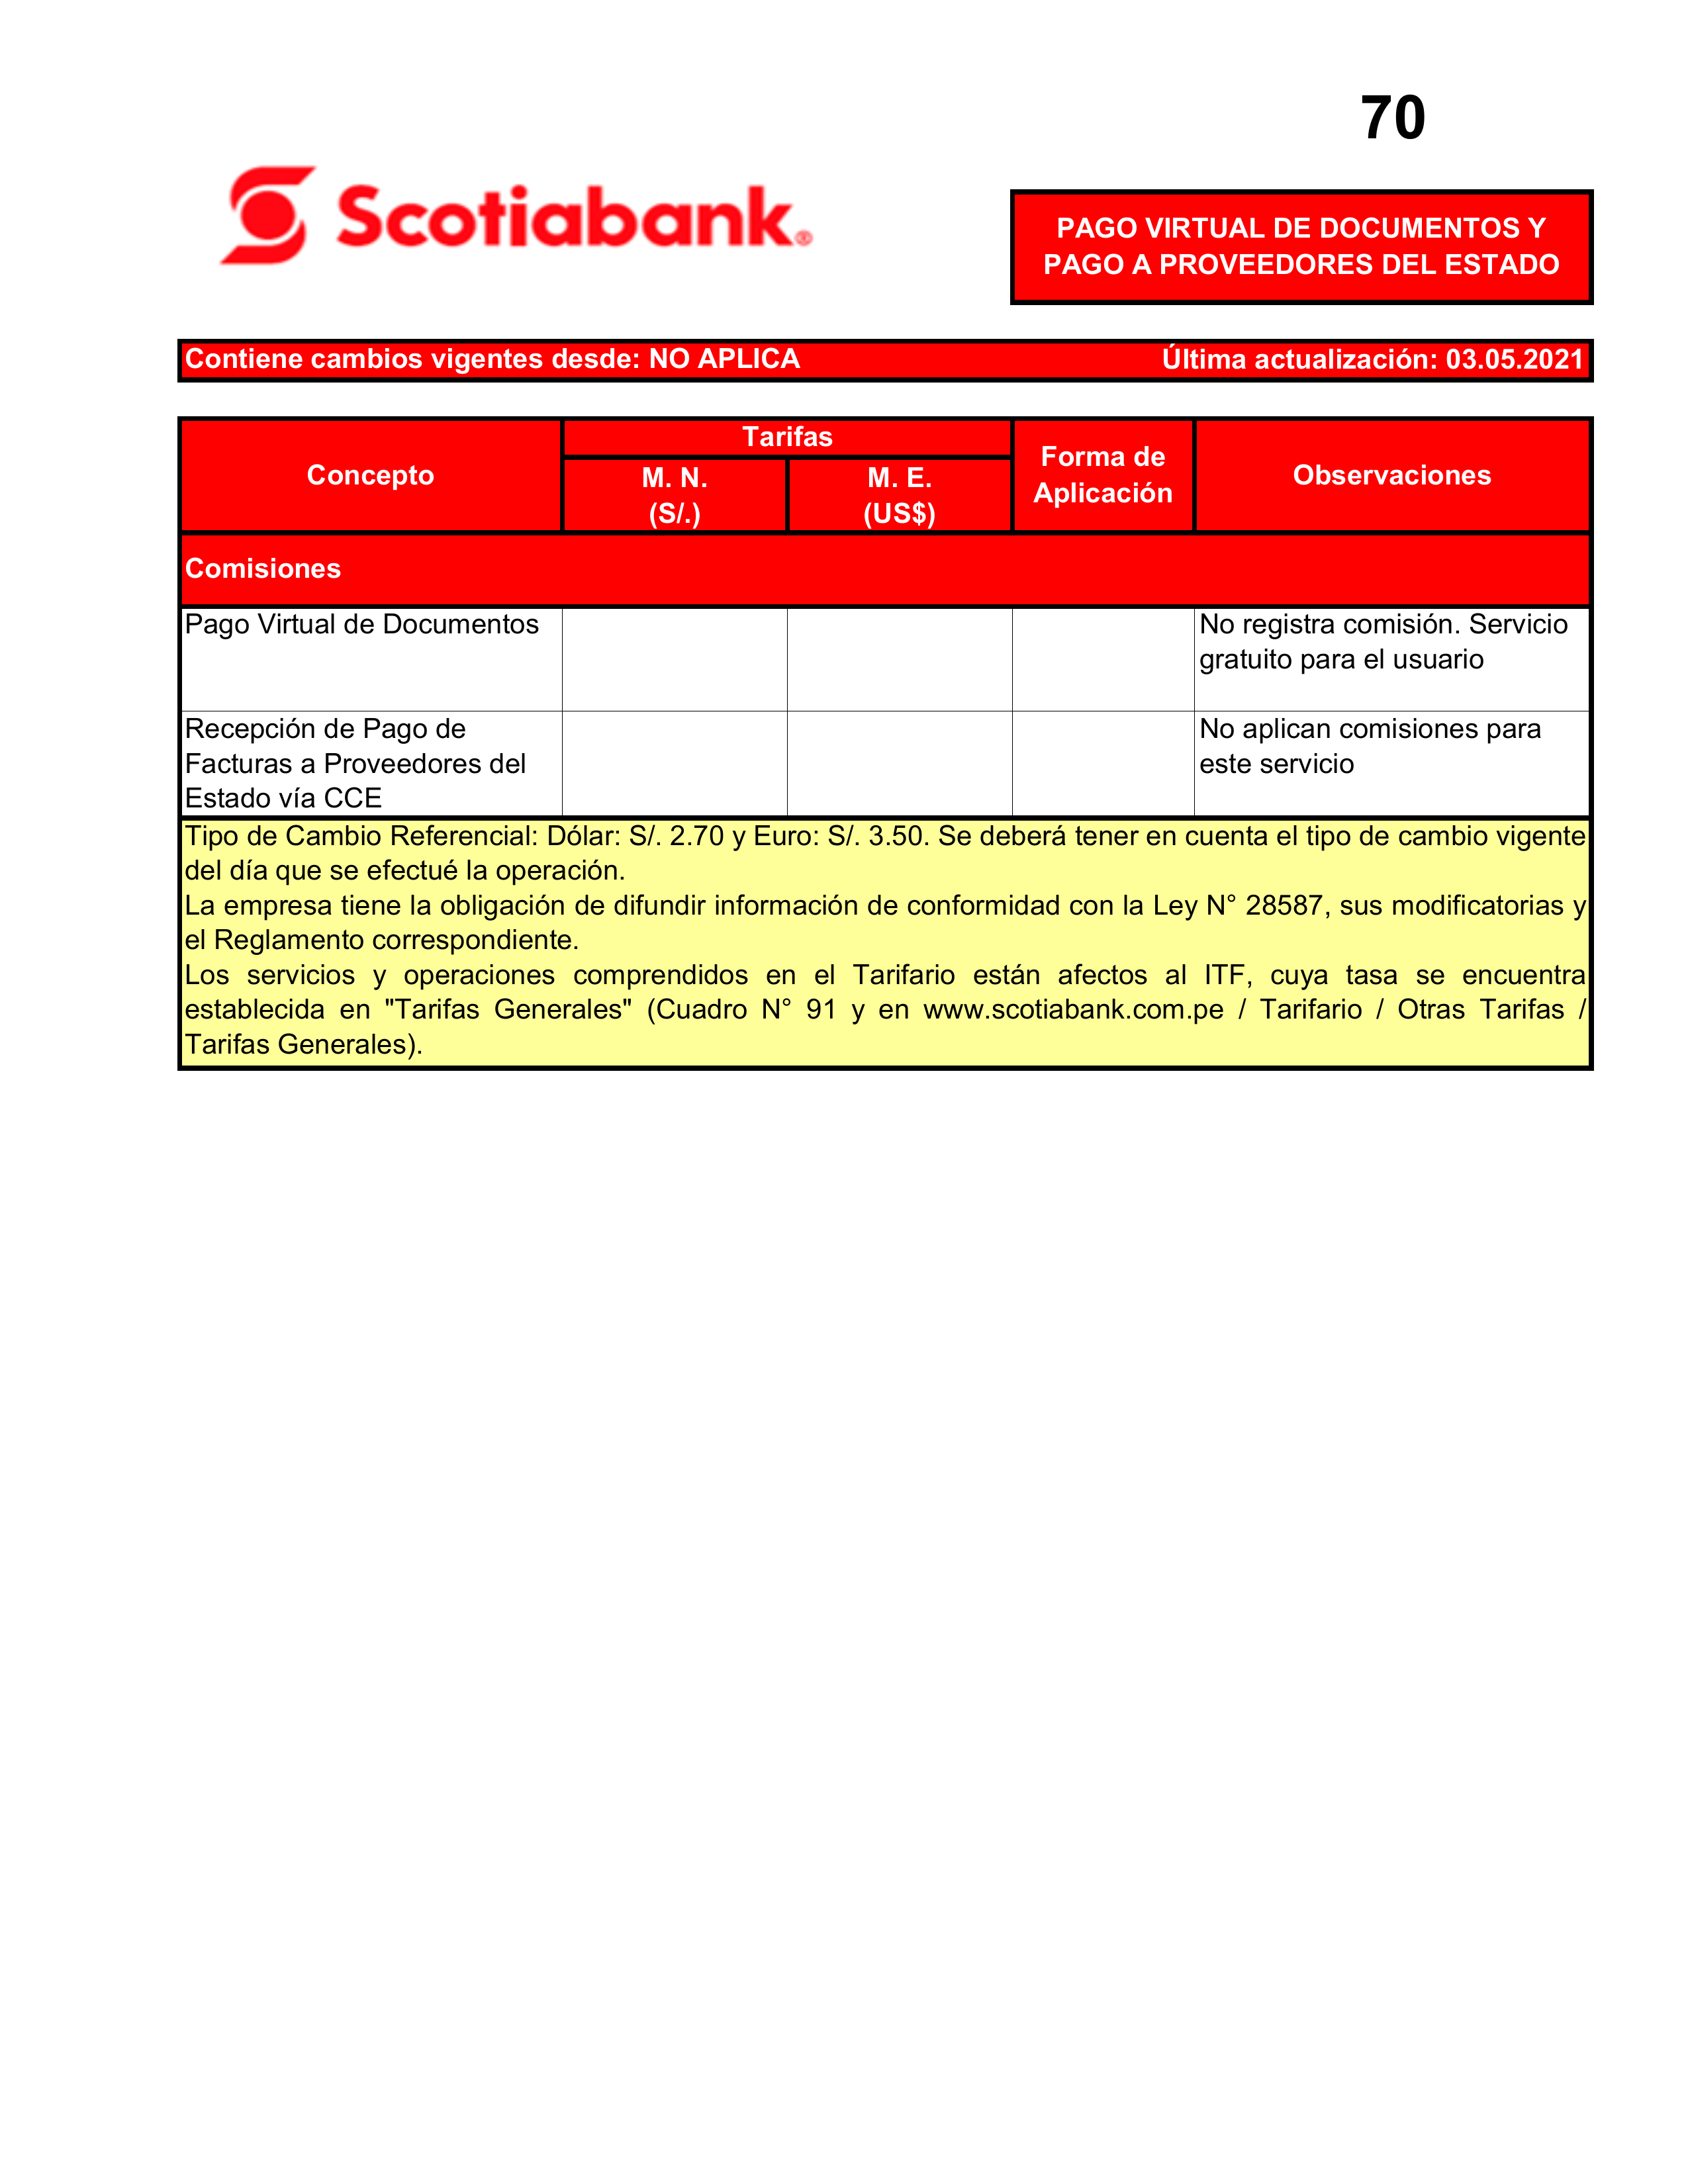 70
Scotiabank®
PAGO VIRTUAL DE DOCUMENTOS Y
PAGO A PROVEEDORES DEL ESTADO
Contiene cambios vigentes desde: NO APLICA Última actualización: 03.05.2021
Concepto
Tarifas
M. N.
(S/.)
M. E.
(US$)
Forma de
Aplicación
Observaciones
Comisiones
Pago Virtual de Documentos
No registra comisión. Servicio
gratuito para el usuario
Recepción de Pago de
Facturas a Proveedores del
Estado vía CCE
No aplican comisiones para
este servicio
Tipo de Cambio Referencial: Dólar: S/. 2.70 y Euro: S/. 3.50. Se deberá tener en cuenta el tipo de cambio vigente
del día que se efectué la operación.
La empresa tiene la obligación de difundir información de conformidad con la Ley N° 28587, sus modificatorias y
el Reglamento correspondiente.
Los servicios y operaciones comprendidos en el Tarifario están afectos al ITF, cuya tasa se encuentra
establecida en "Tarifas Generales" (Cuadro N° 91 y en www.scotiabank.com.pe / Tarifario / Otras Tarifas /
Tarifas Generales).